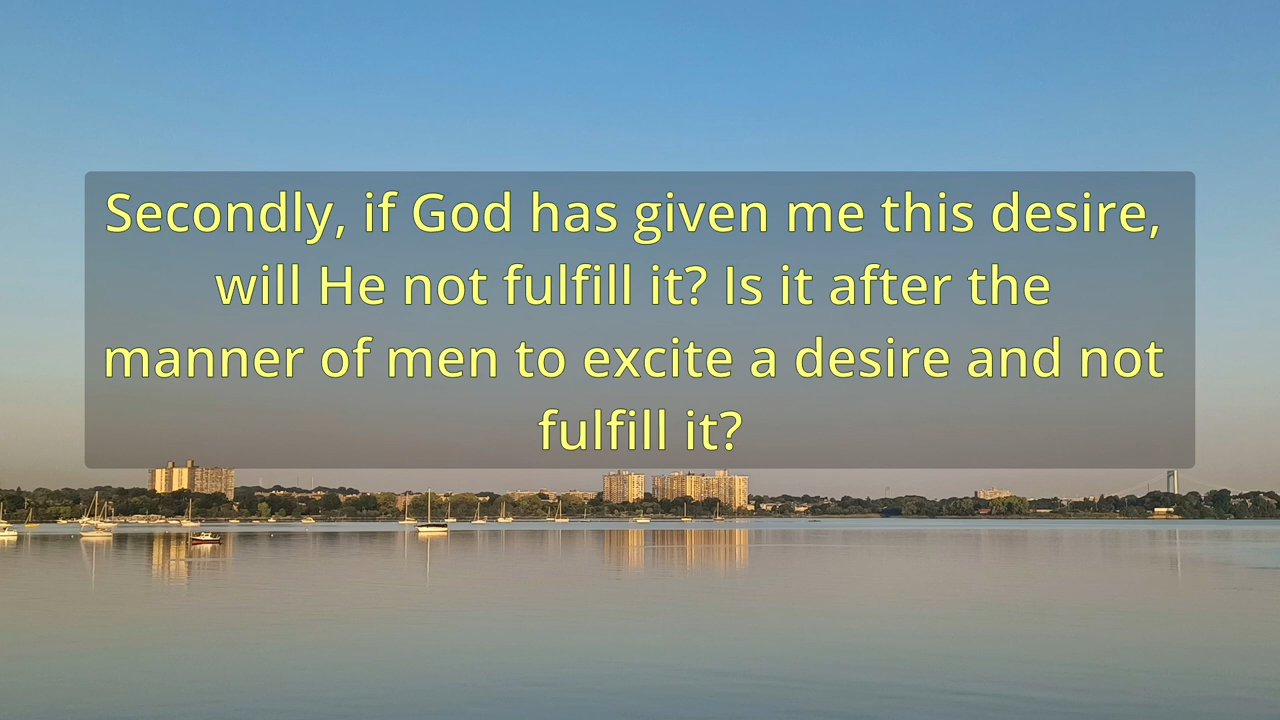 Secondly, if God has given me this desire,
will He not fulfill it? Is it after the
manner of men to excite a desire and not
fulfill it?